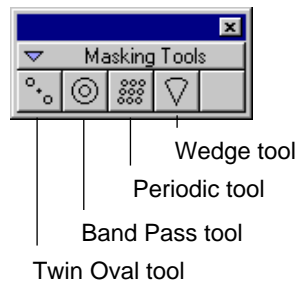 Masking Tools
Wedge tool
Periodic tool
Band Pass tool
Twin Oval tool